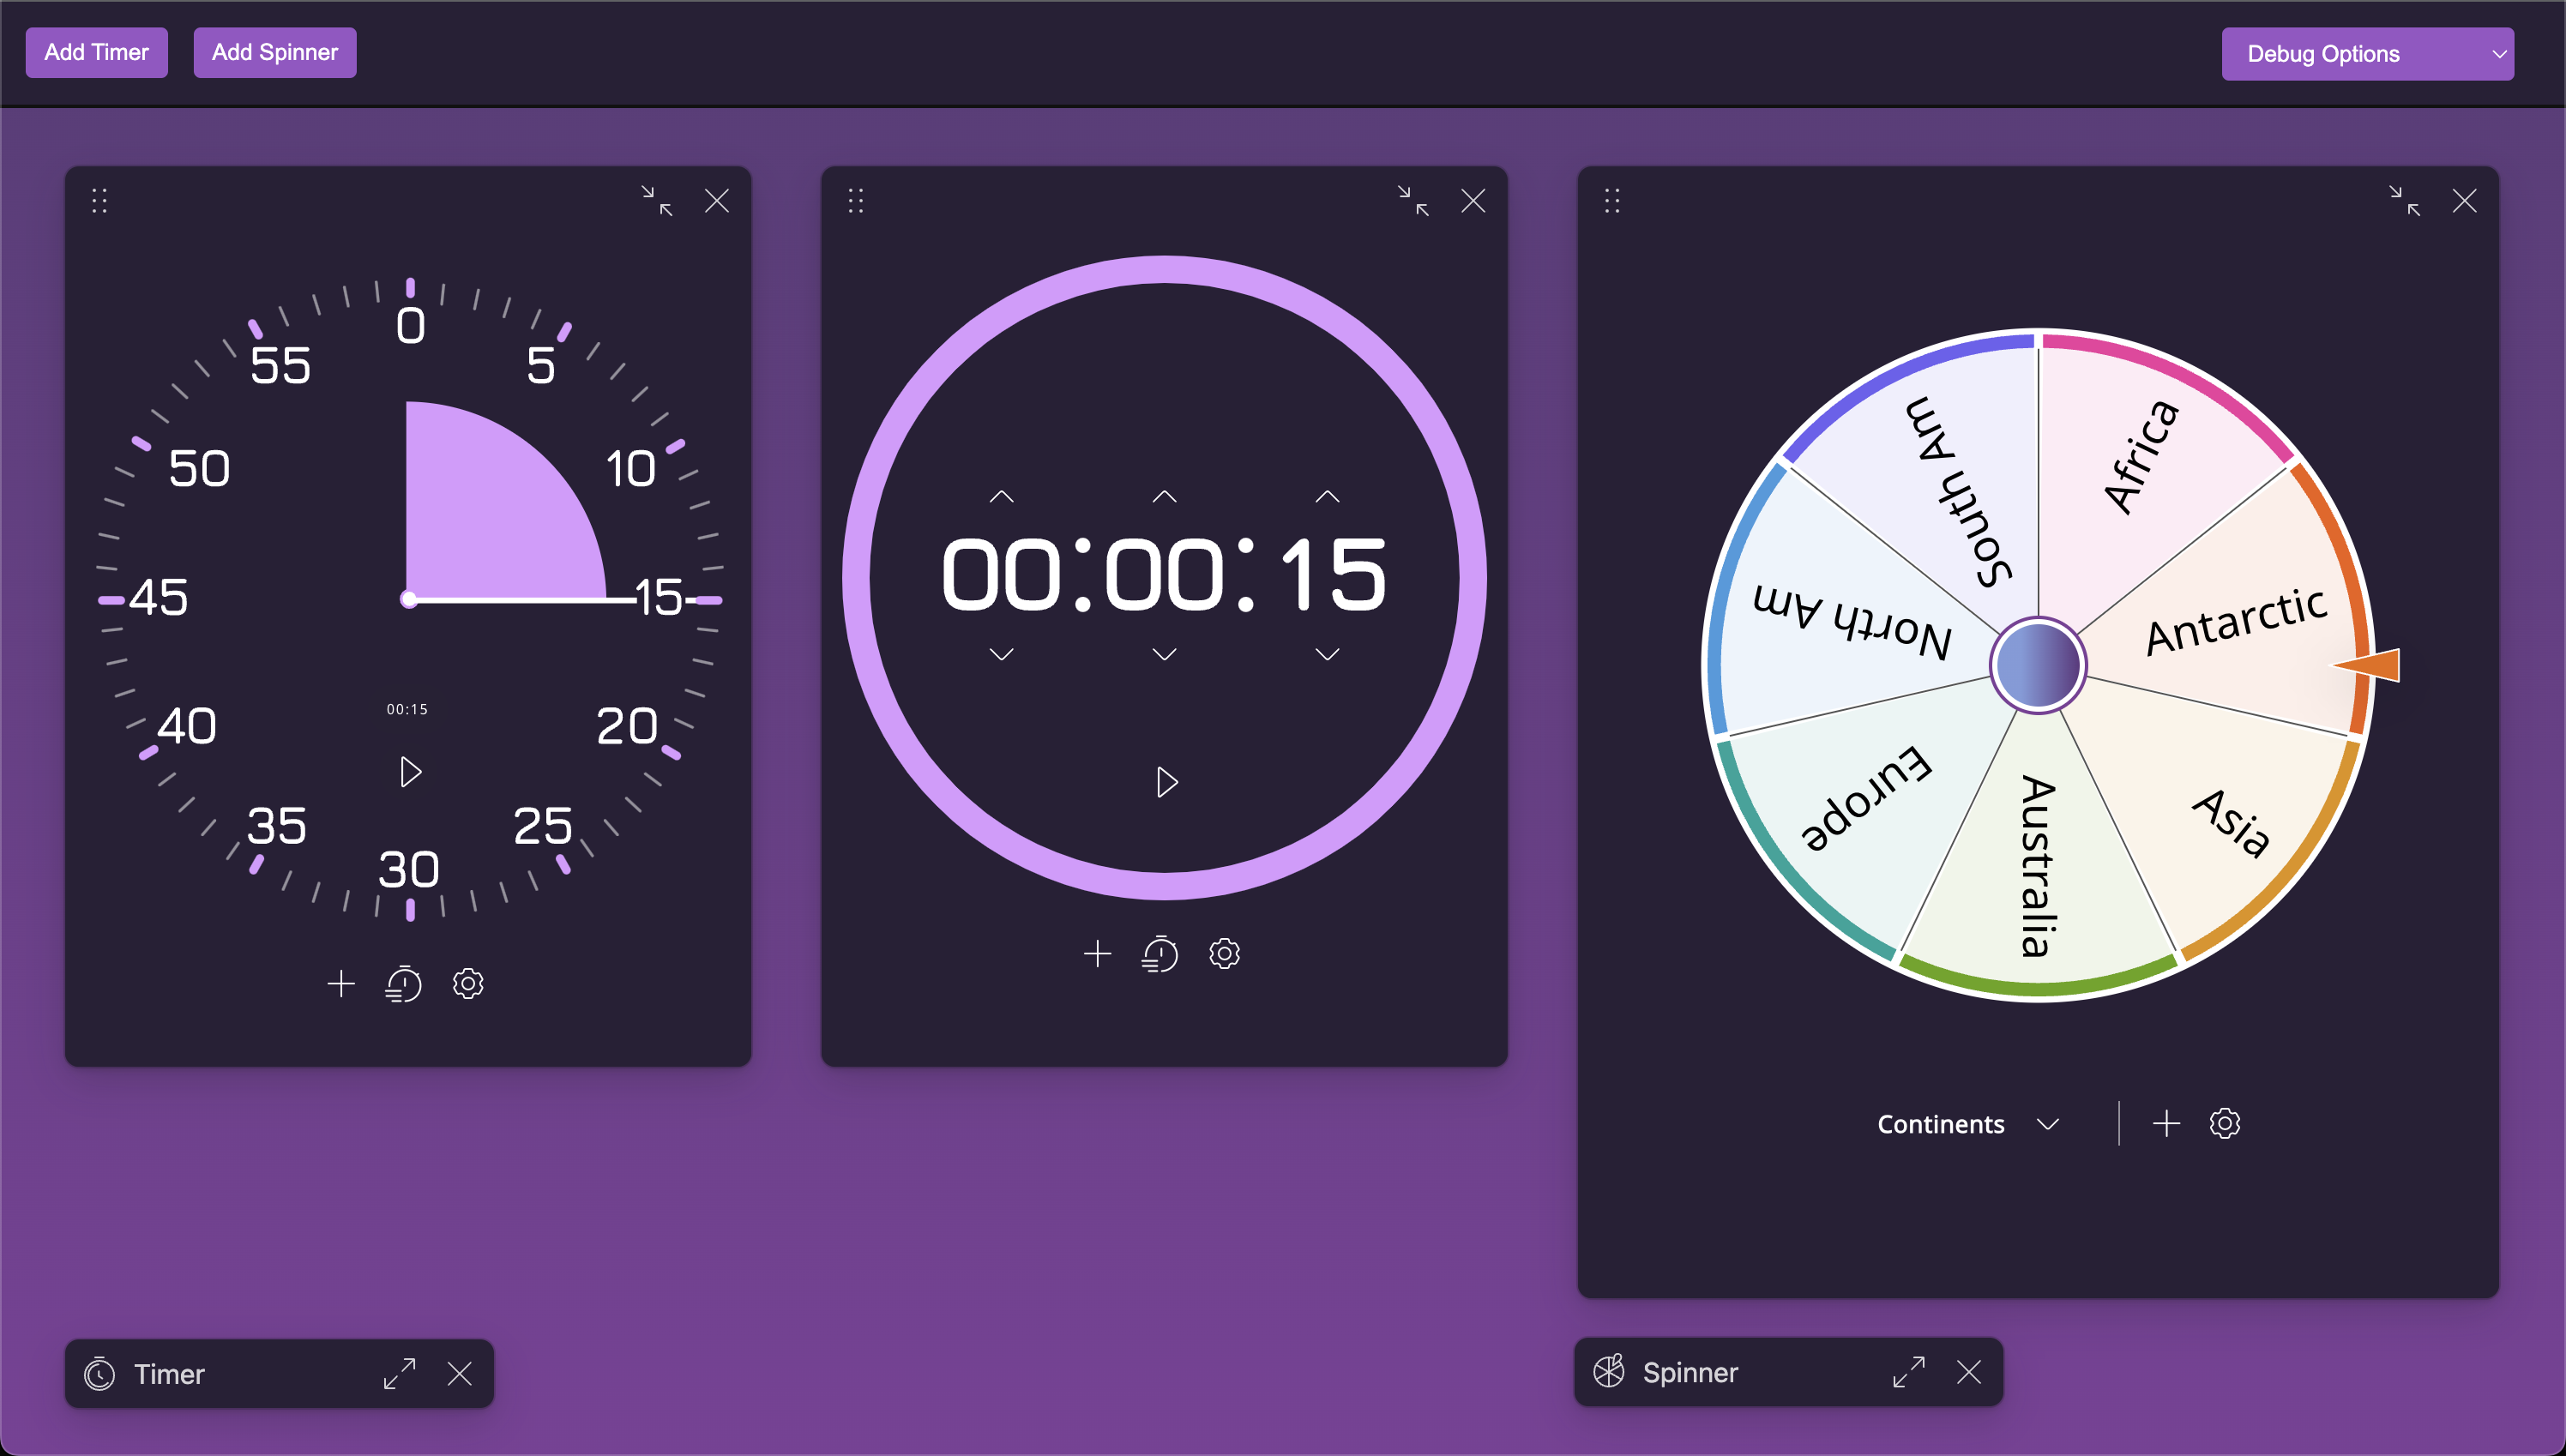 Add Timer
Add Spinner
Debug Options
0
5
10
15
20
25
30
35
40
45
50
55
00:15
00:00:15
Africa
Antarctic
Asia
Australia
Europe
North Am
South Am
Continents
Timer
Spinner